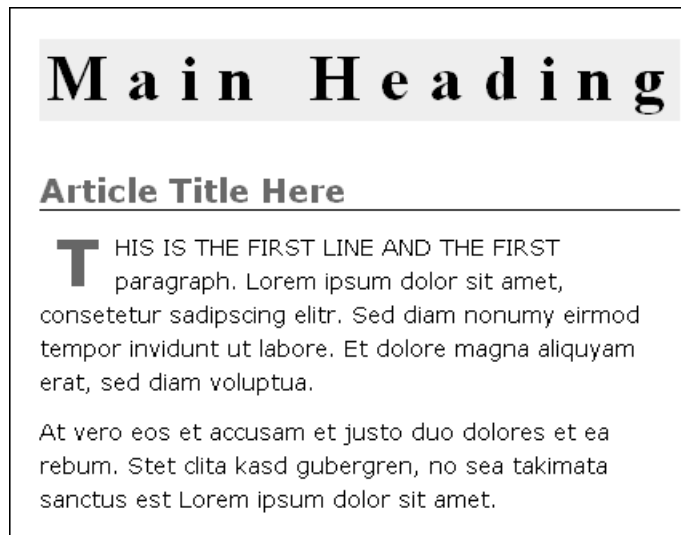 Main Heading
Article Title Here
THIS IS THE FIRST LINE AND THE FIRST
paragraph. Lorem ipsum dolor sit amet,
consetetur sadipscing elitr. Sed diam nonumy eirmod
tempor invidunt ut labore. Et dolore magna aliquyam
erat, sed diam voluptua.
At vero eos et accusam et justo duo dolores et ea
rebum. Stet clita kasd gubergren, no sea takimata
sanctus est Lorem ipsum dolor sit amet.